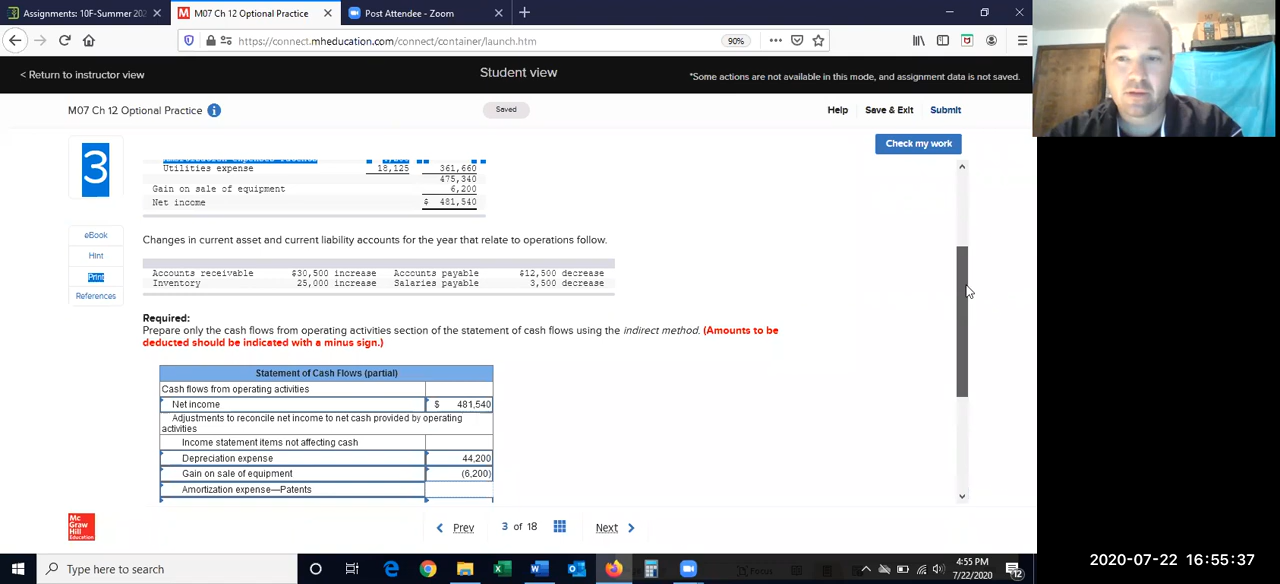 Assignments: 10F-Summer 202
M07 Ch 12 Optional Practice
Post Attendee - Zoom
https://connect.mheducation.com/connect/container/launch.htm
90%
< Return to instructor view
Student view
*Some actions are not available in this mode, and assignment data is not saved.
M07 Ch 12 Optional Practice
Saved
Help
Save & Exit
Submit
Check my work
3
eBook
Hint
Print
References
Utilities expense 18,125 361,660
475,340
Gain on sale of equipment 6,200
Net income $ 481,540
Changes in current asset and current liability accounts for the year that relate to operations follow.
Accounts receivable $30,500 increase Accounts payable $12,500 decrease
Inventory 25,000 increase Salaries payable 3,500 decrease
Required:
Prepare only the cash flows from operating activities section of the statement of cash flows using the indirect method. (Amounts to be
deducted should be indicated with a minus sign.)
Statement of Cash Flows (partial)
Cash flows from operating activities
Net income $ 481,540
Adjustments to reconcile net income to net cash provided by operating
activities
Income statement items not affecting cash
Depreciation expense 44,200
Gain on sale of equipment (6,200)
Amortization expense—Patents
Mc
Graw
Hill
Education
Prev
3 of 18
Next
Type here to search
4:55 PM
7/22/2020
12
2020-07-22 16:55:37